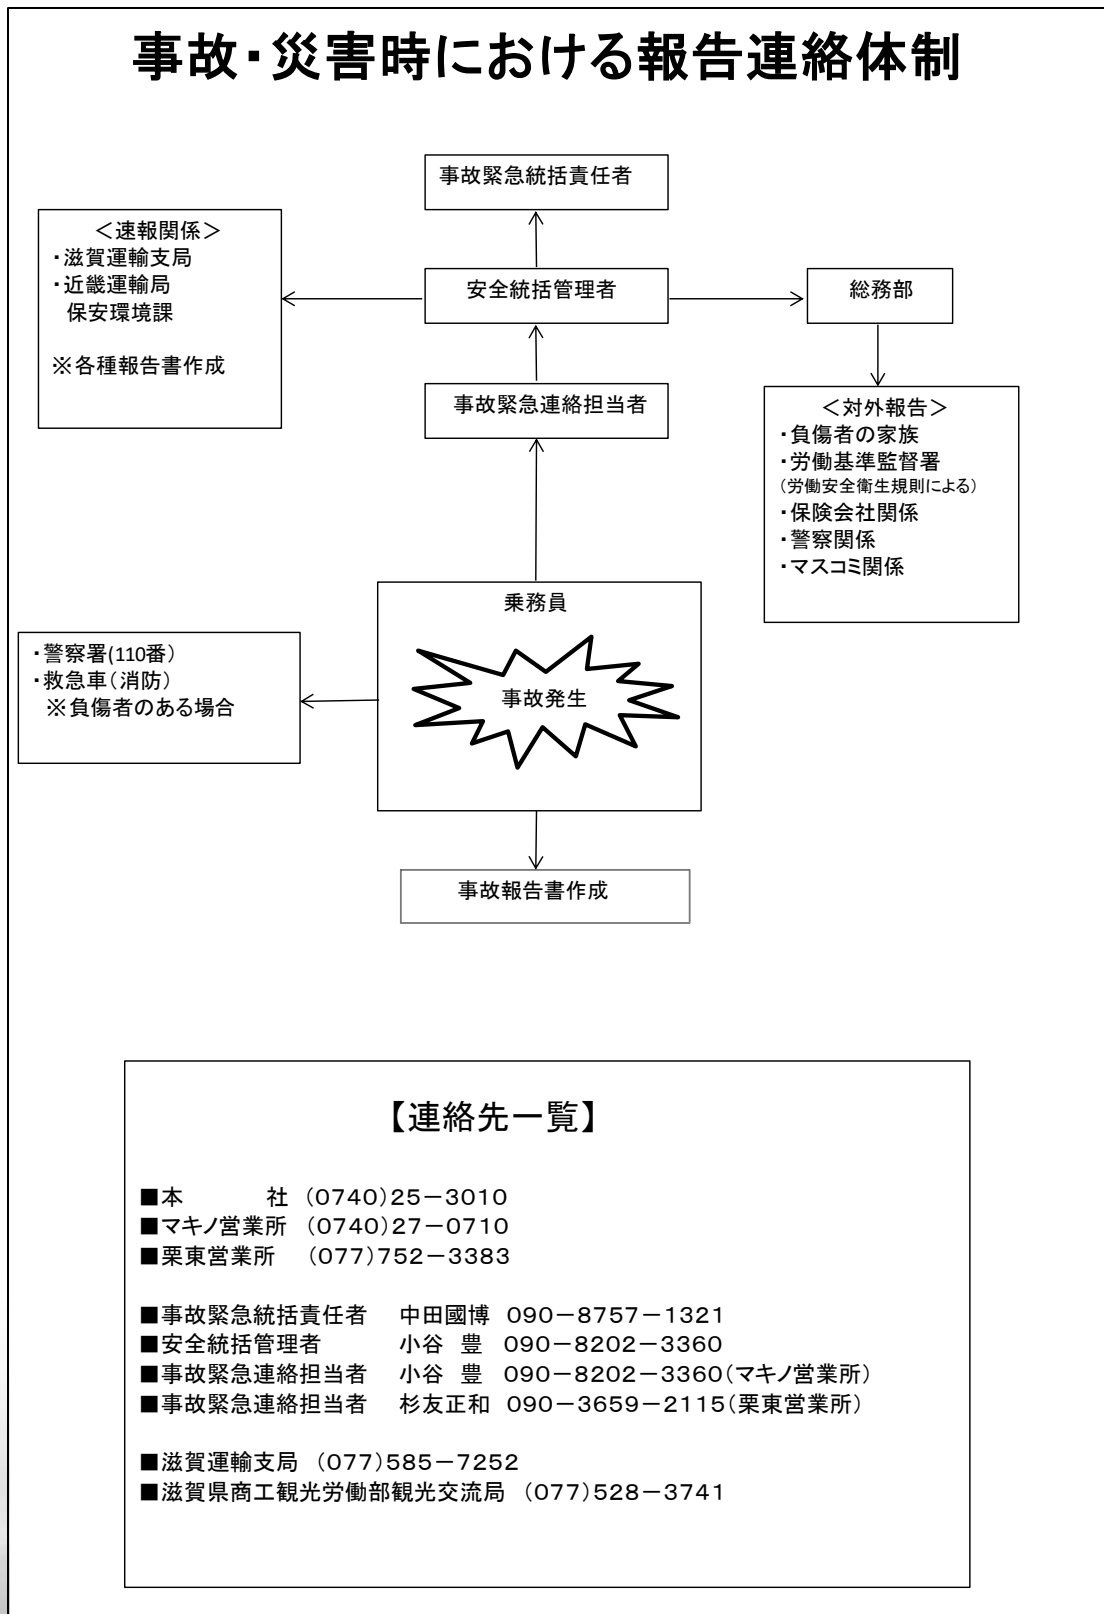 事故・災害時における報告連絡体制
事故緊急統括責任者
＜速報関係＞
・滋賀運輸支局
・近畿運輸局
保安環境課
※各種報告書作成
安全統括管理者
総務部
事故緊急連絡担当者
＜対外報告＞
・負傷者の家族
・労働基準監督署
（労働安全衛生規則による）
・保険会社関係
・警察関係
・マスコミ関係
乗務員
事故発生
・警察署(110番）
・救急車（消防）
※負傷者のある場合
事故報告書作成
【連絡先一覧】
■本　　　社　（0740）25－3010
■マキノ営業所　（0740）27－0710
■栗東営業所　（077）752－3383
■事故緊急統括責任者　中田國博　090－8757－1321
■安全統括管理者　小谷　豊　090－8202－3360
■事故緊急連絡担当者　小谷　豊　090－8202－3360（マキノ営業所）
■事故緊急連絡担当者　杉友正和　090－3659－2115（栗東営業所）
■滋賀運輸支局　（077）585－7252
■滋賀県商工観光労働部観光交流局　（077）528－3741